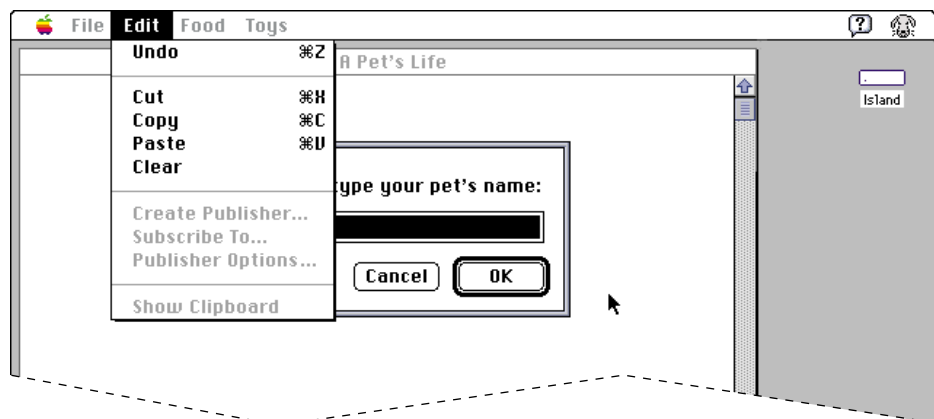 File Edit Food Toys
A Pet's Life
Undo ⌘Z
Cut ⌘X
Copy ⌘C
Paste ⌘V
Clear
Create Publisher...
Subscribe To...
Publisher Options...
Show Clipboard
type your pet's name:
Cancel OK
Island